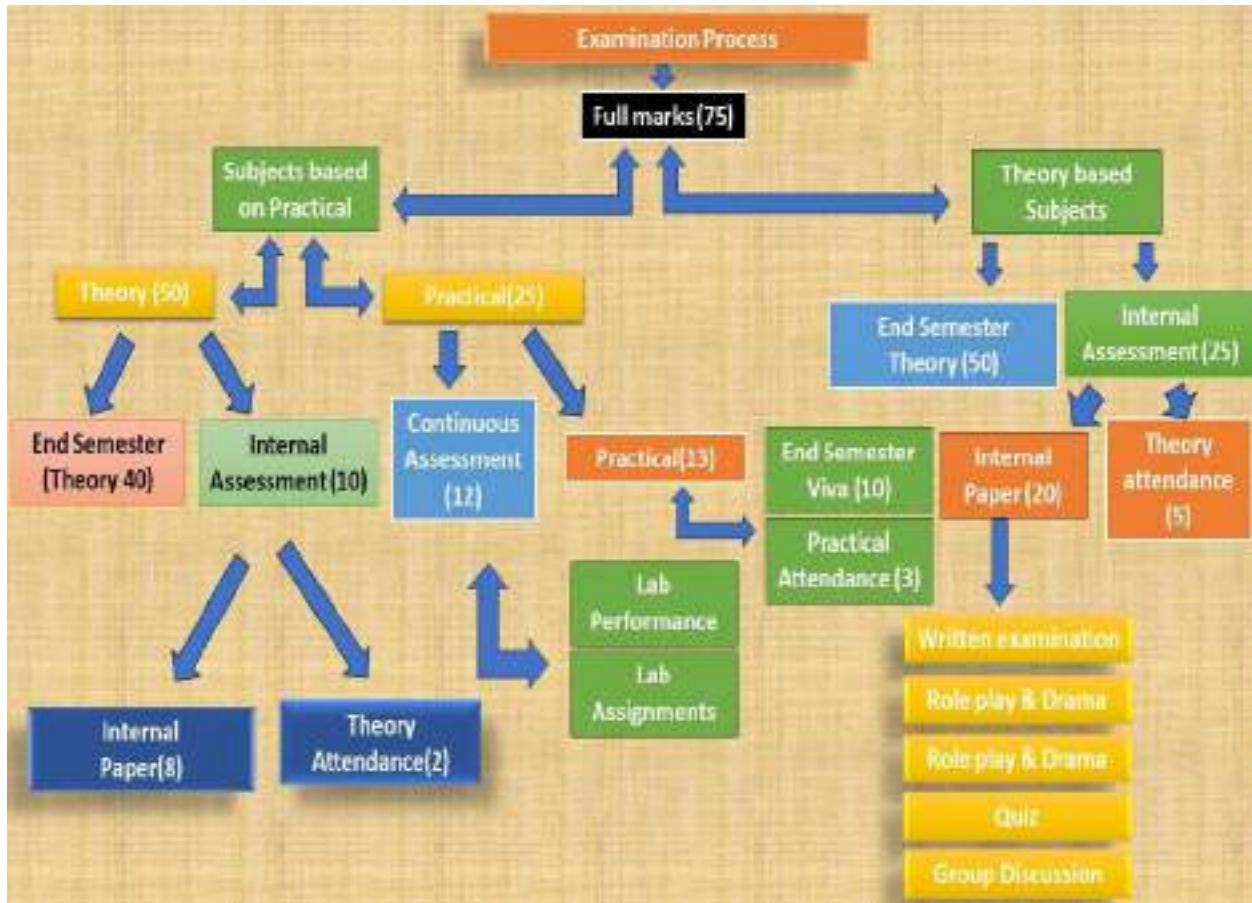 Examination Process
Full marks (75)
Subjects based
on Practical
Theory based
Subjects
Theory (50)
Practical(25)
End Semester
Theory (50)
Internal
Assessment (25)
End Semester
(Theory 40)
Internal
Assessment (10)
Continuous
Assessment
(12)
Practical(13)
End Semester
Viva (10)
Practical
Attendance (3)
Internal
Paper (20)
Theory
attendance
(5)
Lab
Performance
Lab
Assignments
Internal
Paper(8)
Theory
Attendance(2)
Written examination
Role play & Drama
Role play & Drama
Quiz
Group Discussion